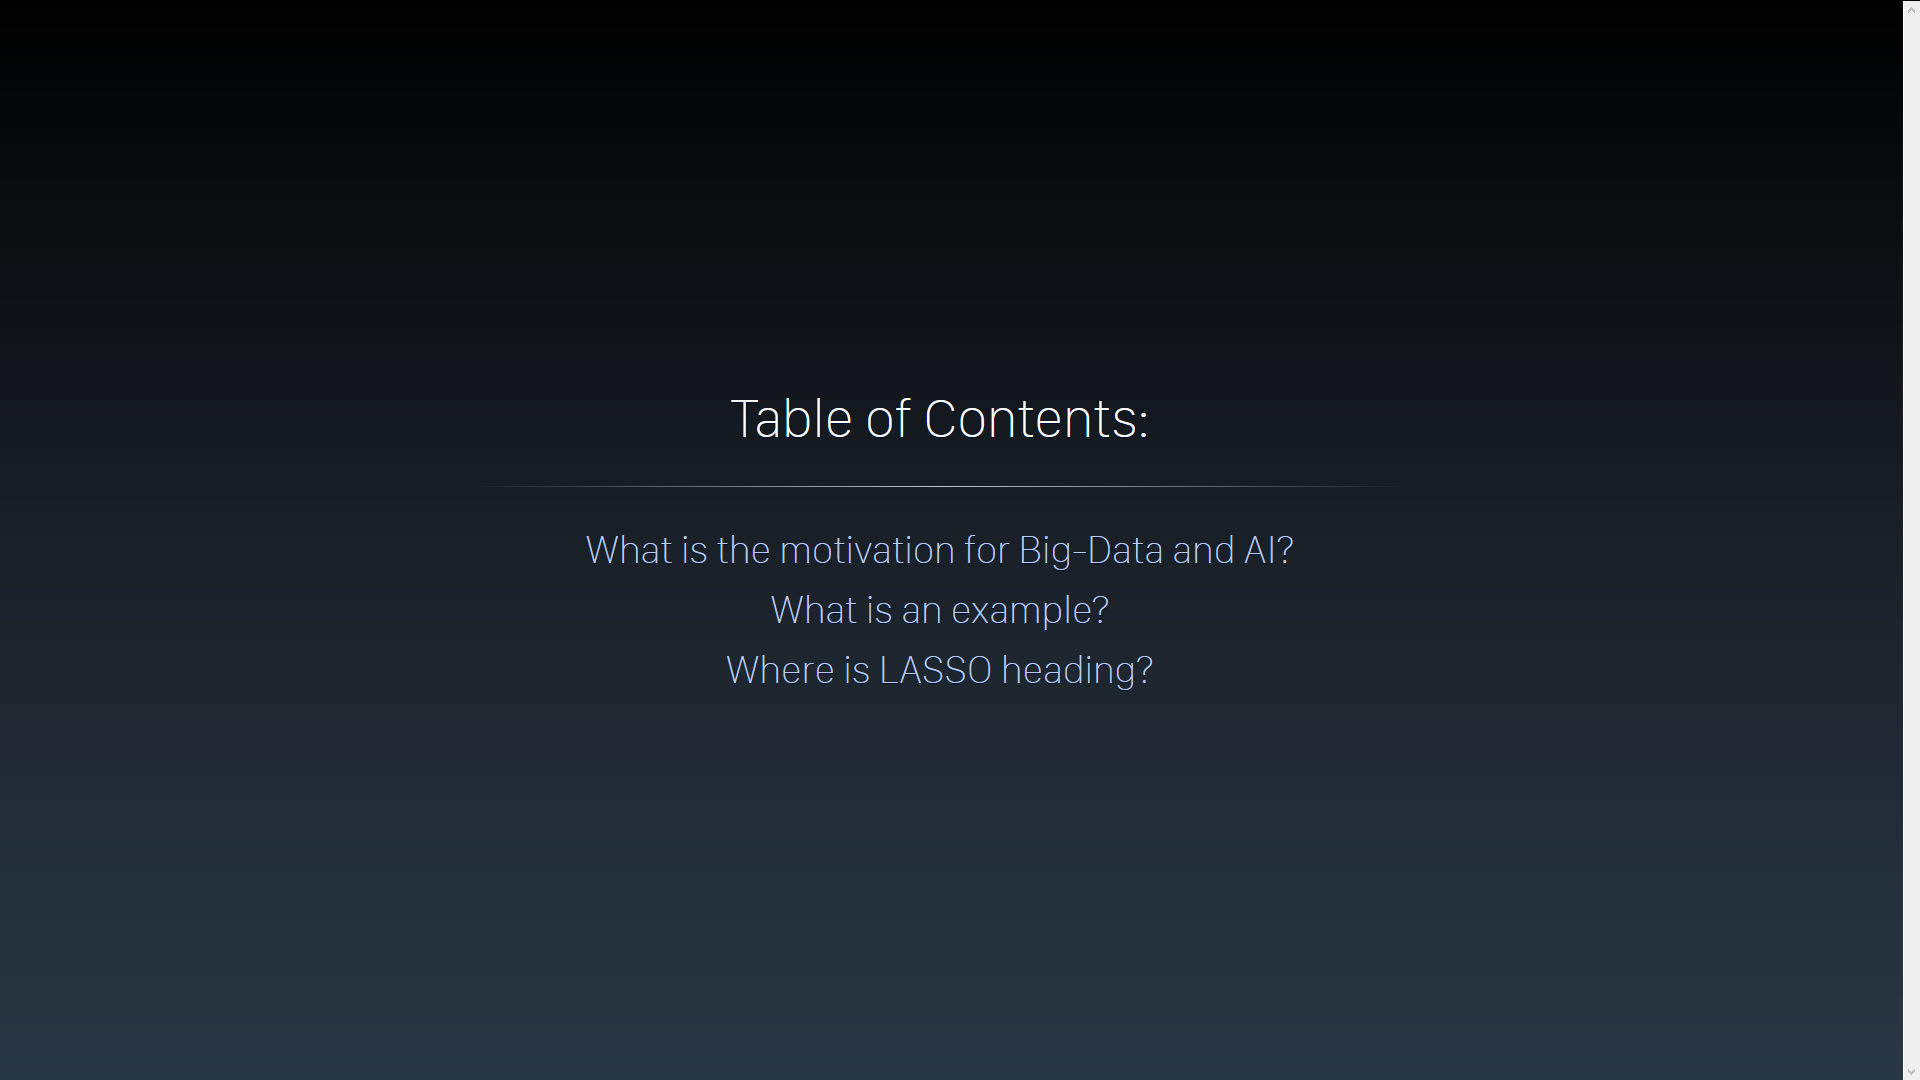 Table of Contents:
What is the motivation for Big-Data and AI?
What is an example?
Where is LASSO heading?